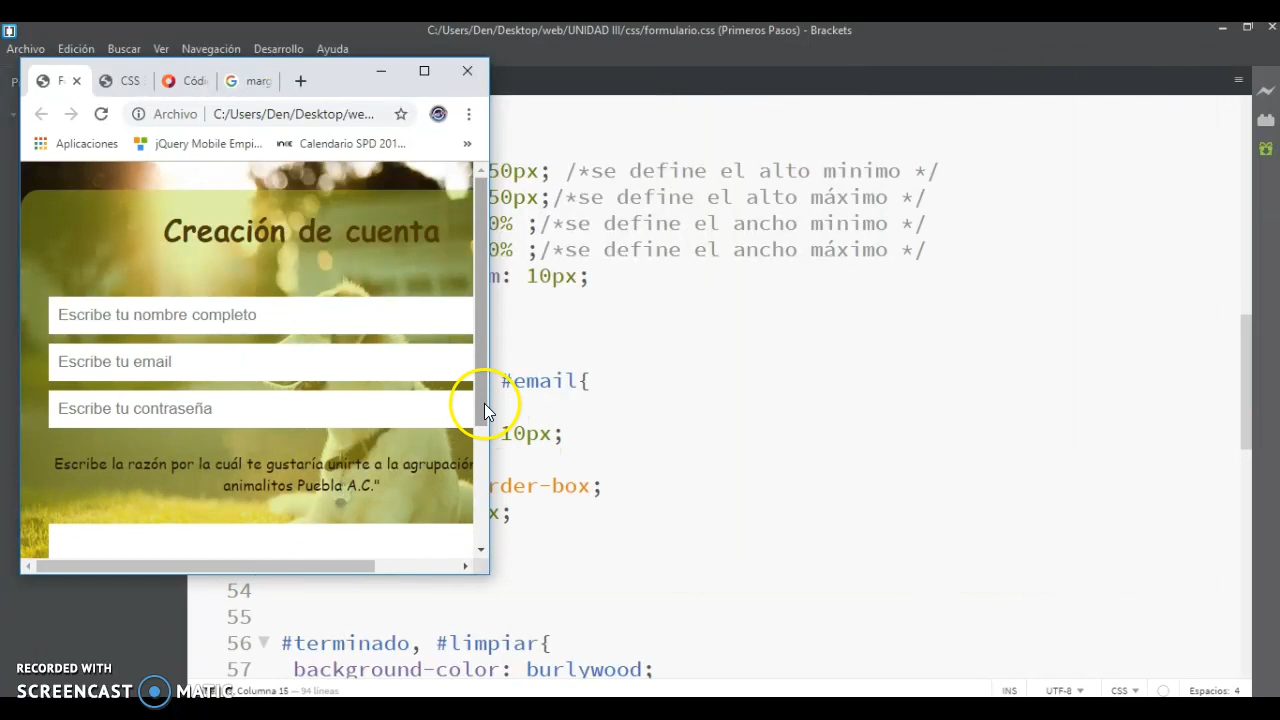 C:/Users/Den/Desktop/web/UNIDAD III/css/formulario.css (Primeros Pasos) - Brackets
Archivo Edición Buscar Ver Navegación Desarrollo Ayuda
CSS Códi marg
Archivo C:/Users/Den/Desktop/we...
Aplicaciones jQuery Mobile Empi... Calendario SPD 201... »
Creación de cuenta
Escribe tu nombre completo
Escribe tu email
Escribe tu contraseña
Escribe la razón por la cuál te gustaría unirte a la agrupación
animalitos Puebla A.C."
50px; /*se define el alto minimo */
50px;/*se define el alto máximo */
0% ;/*se define el ancho minimo */
0% ;/*se define el ancho máximo */
m: 10px;
#email{
10px;
rder-box;
x;
54
55
56 #terminado, #limpiar{
57 background-color: burlywood;
Columna 15 — 94 líneas
INS UTF-8 CSS Espacios: 4
RECORDED WITH
SCREENCAST MATIC